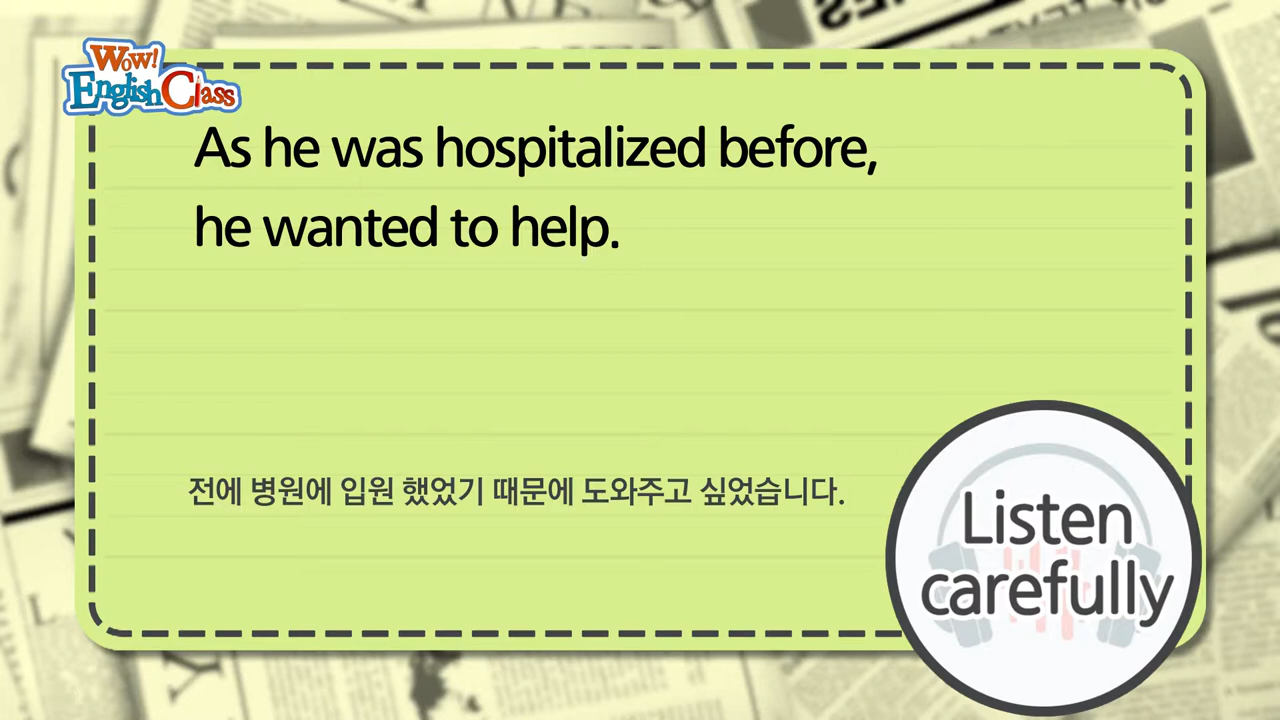 Wow!
English Class
As he was hospitalized before,
he wanted to help.
전에 병원에 입원 했었기 때문에 도와주고 싶었습니다.
Listen
carefully